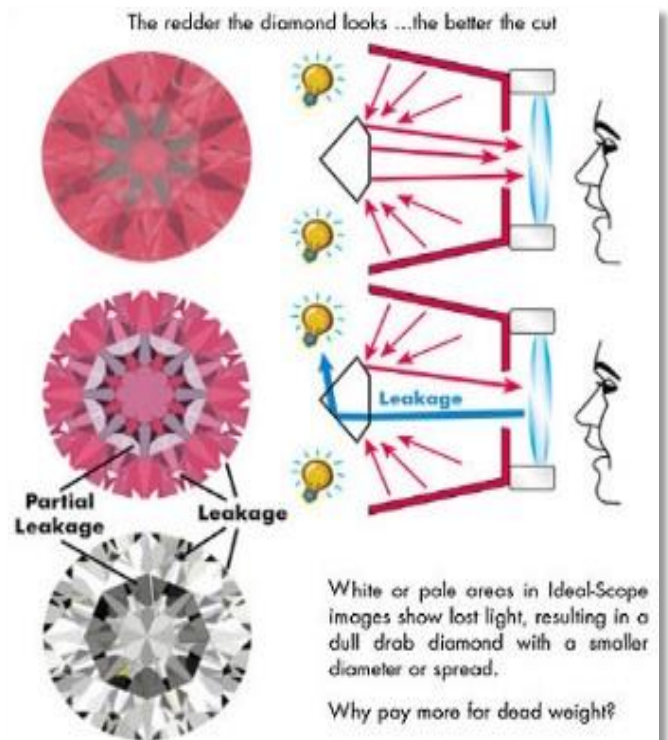 The redder the diamond looks ...the better the cut
Leakage
Partial
Leakage
Leakage
White or pale areas in Ideal-Scope
images show lost light, resulting in a
dull drab diamond with a smaller
diameter or spread.
Why pay more for dead weight?